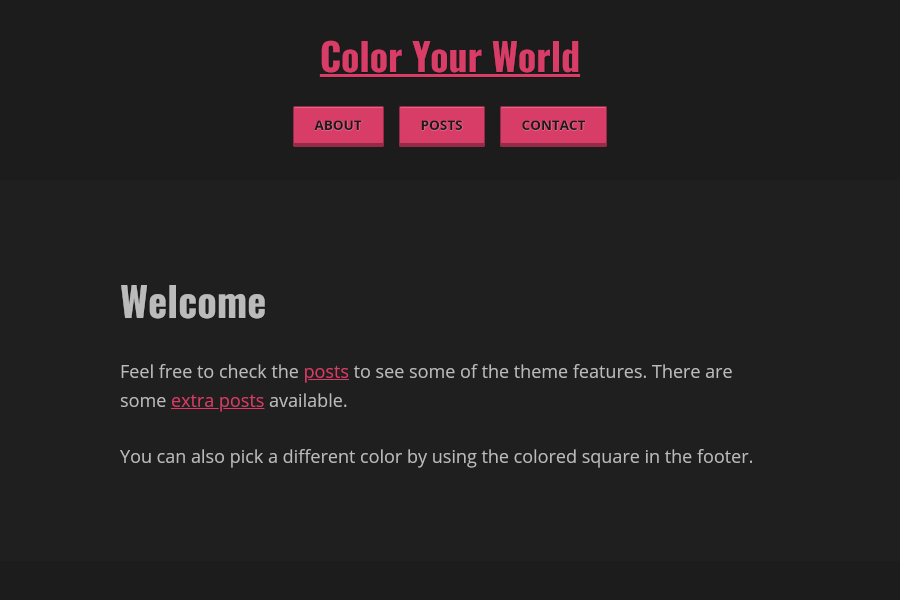 Color Your World
ABOUT POSTS CONTACT
Welcome
Feel free to check the posts to see some of the theme features. There are
some extra posts available.
You can also pick a different color by using the colored square in the footer.